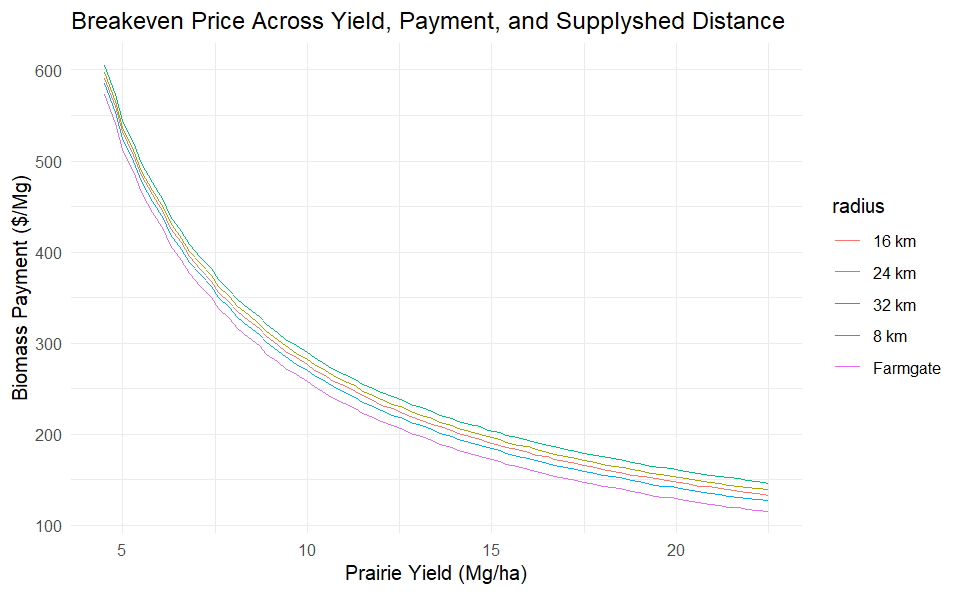 Breakeven Price Across Yield, Payment, and Supplyshed Distance
600
500
400
300
200
100
Biomass Payment ($/Mg)
5
10
15
20
Prairie Yield (Mg/ha)
radius
16 km
24 km
32 km
8 km
Farmgate